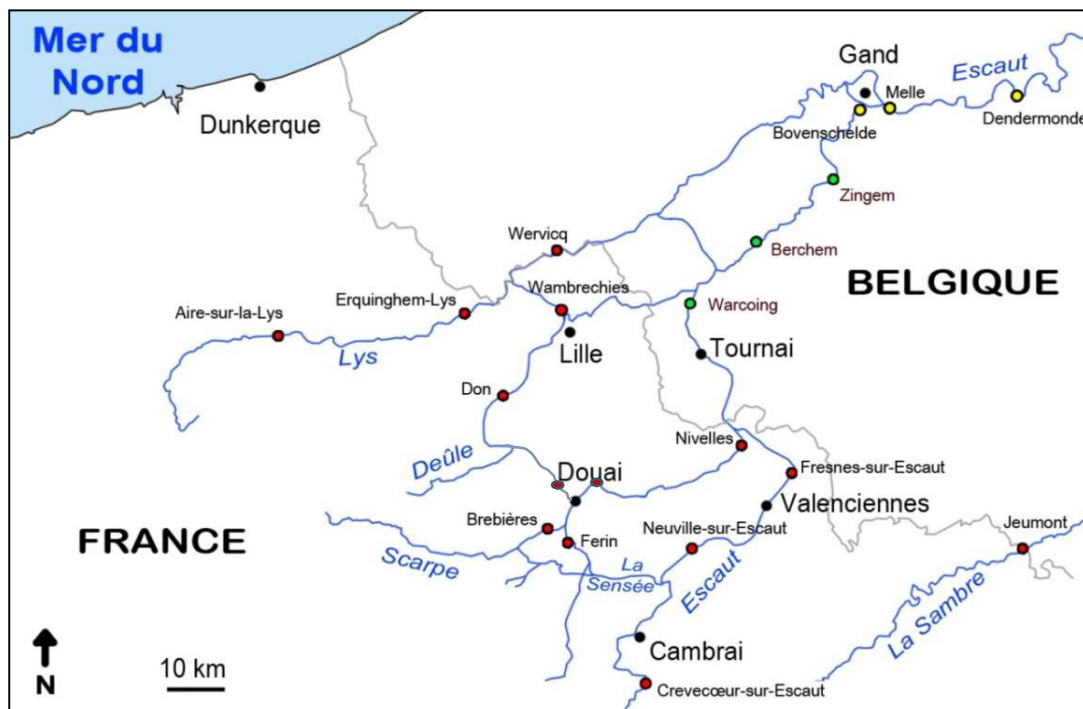 Mer du
Nord
Dunkerque
Gand
Escaut
Melle
Bovenschelde
Dendermonde
Zingem
Wervicq
Berchem
BELGIQUE
Wambrechies
Erquinghem-Lys
Warcoing
Aire-sur-la-Lys
Lys
Lille
Tournai
Don
Nivelles
Deûle
Douai
Fresnes-sur-Escaut
Valenciennes
Brebières
FRANCE
Ferin
Neuville-sur-Escaut
Jeumont
Scarpe
La
Sensée
Escaut
La Sambre
Cambrai
10 km
N
Crevecœur-sur-Escaut